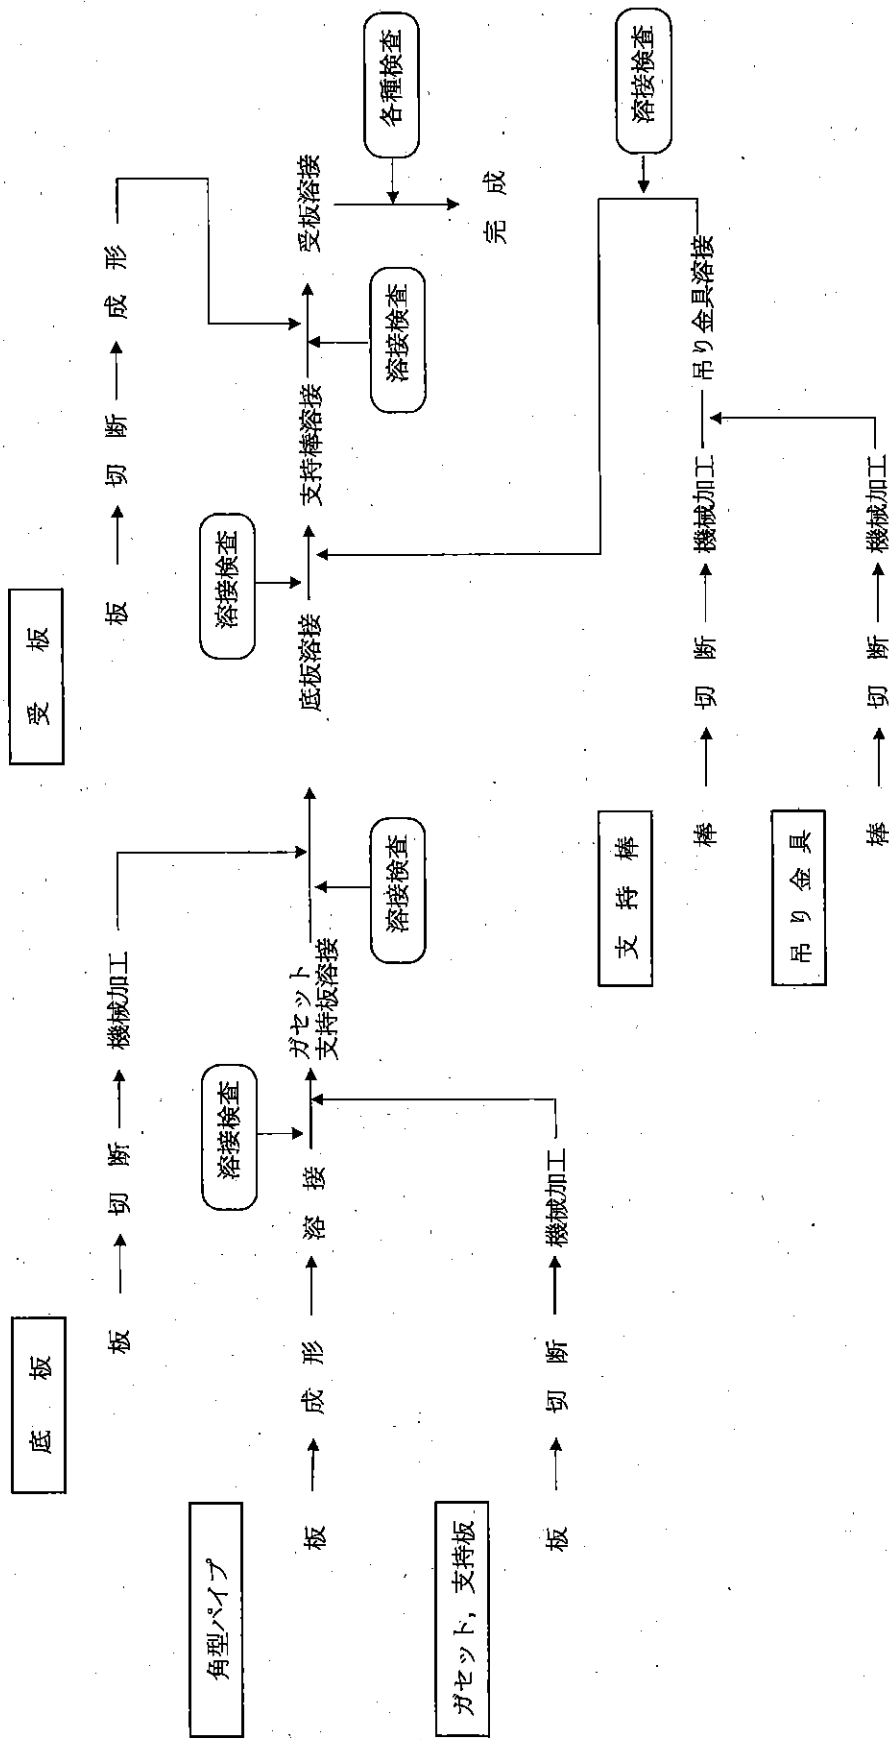 底　板
板　切　断　機械加工
受　板
板　切　断　成　形
角型パイプ
溶接検査
溶接検査
板　成　形　溶　接　ガセット
支持板溶接　底板溶接　支持棒溶接　受板溶接
溶接検査
溶接検査
各種検査
ガセット，支持板
完　成
板　切　断　機械加工
支　持　棒
溶接検査
棒　切　断　機械加工　吊り金具溶接
吊　り　金　具
棒　切　断　機械加工